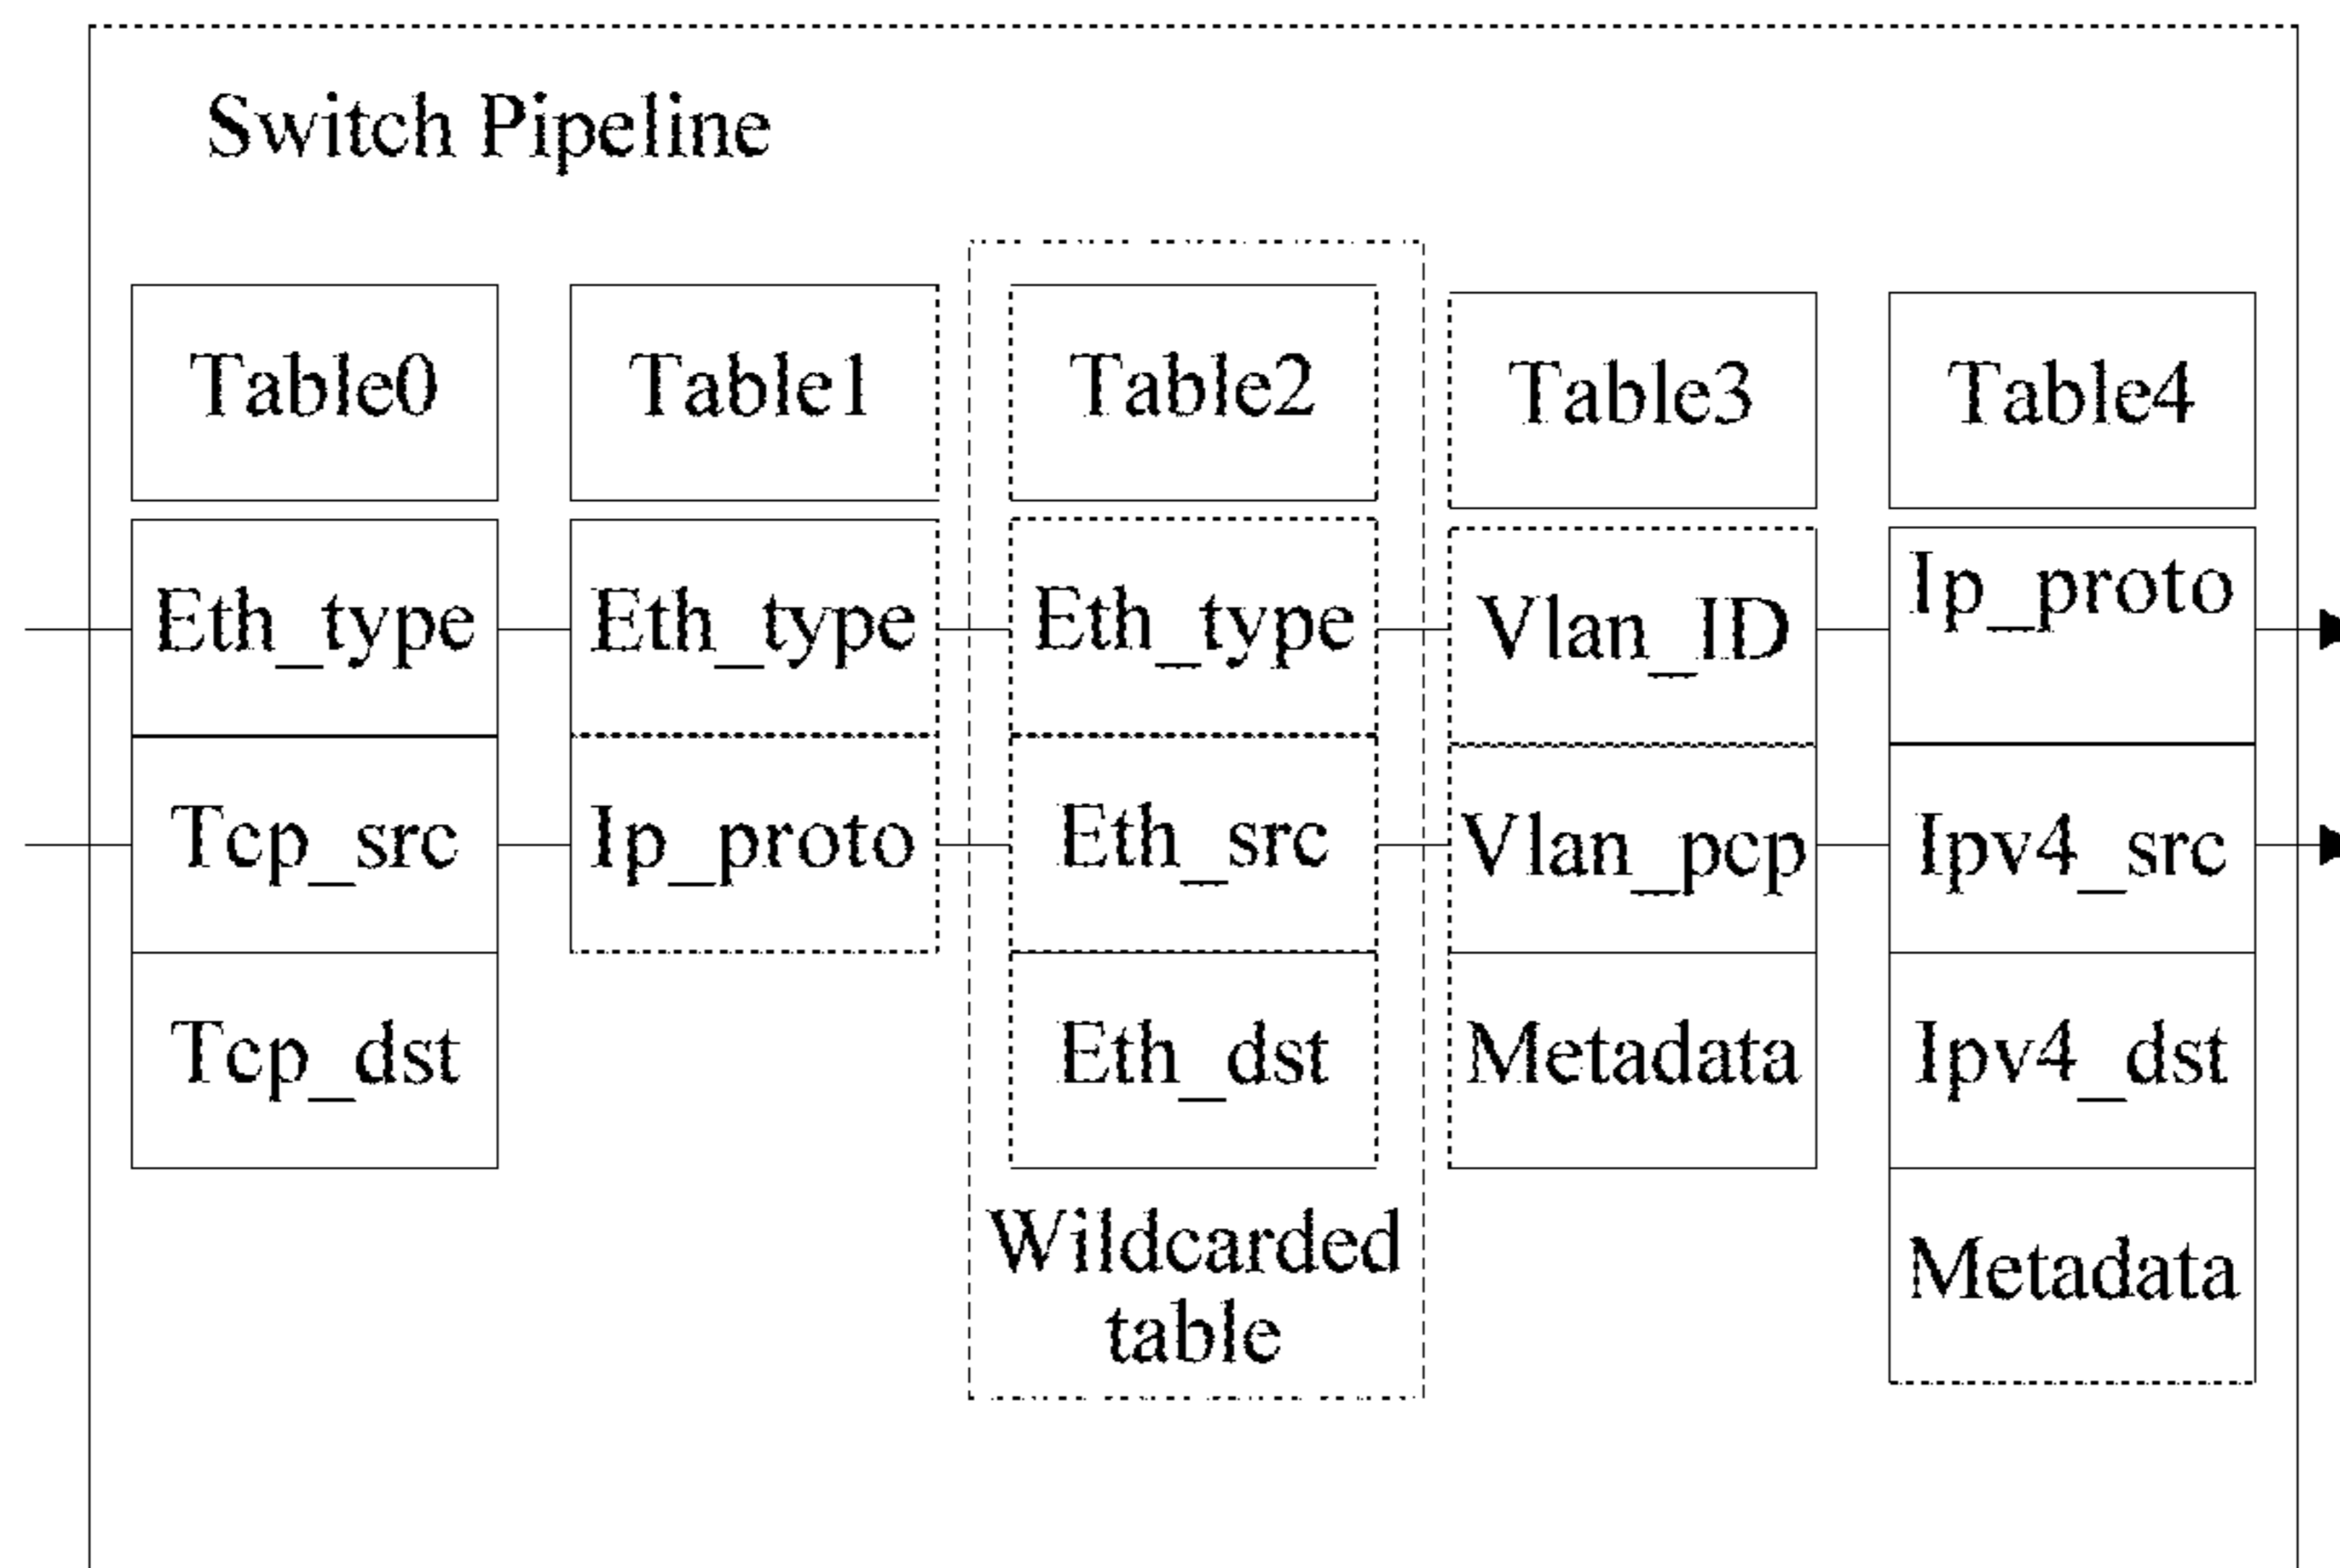 Switch Pipeline
Table0
Table1
Table2
Table3
Table4
Eth_type
Eth_type
Eth_type
Vlan_ID
Ip_proto
Tcp_src
Ip_proto
Eth_src
Vlan_pcp
Ipv4_src
Tcp_dst
Eth_dst
Metadata
Ipv4_dst
Wildcarded
table
Metadata